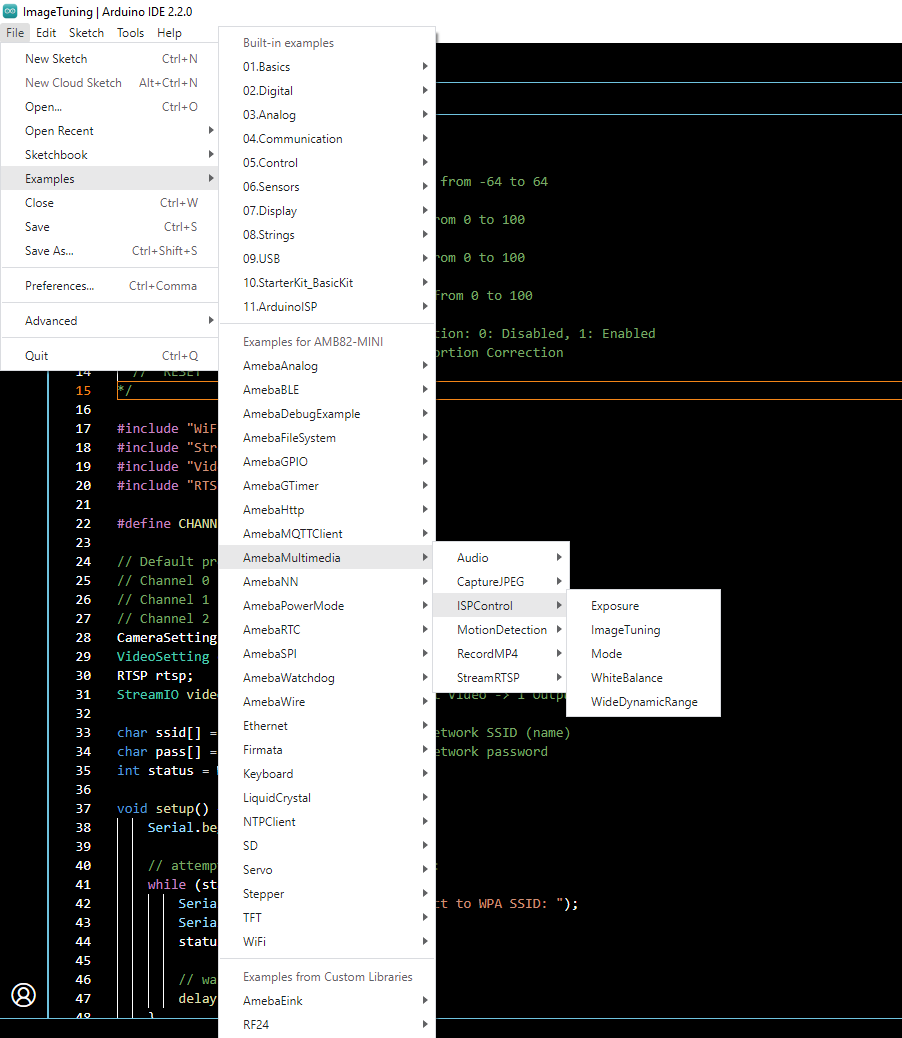 ImageTuning | Arduino IDE 2.2.0
File Edit Sketch Tools Help
New Sketch Ctrl+N
New Cloud Sketch Alt+Ctrl+N
Open... Ctrl+O
Open Recent
Sketchbook
Examples
Close Ctrl+W
Save Ctrl+S
Save As... Ctrl+Shift+S
Preferences... Ctrl+Comma
Advanced
Quit Ctrl+Q
Built-in examples
01.Basics
02.Digital
03.Analog
04.Communication
05.Control
06.Sensors
07.Display
08.Strings
09.USB
10.StarterKit_BasicKit
11.ArduinoISP
Examples for AMB82-MINI
AmebaAnalog
AmebaBLE
AmebaDebugExample
AmebaFileSystem
AmebaGPIO
AmebaGTimer
AmebaHttp
AmebaMQTTClient
AmebaMultimedia
AmebaNN
AmebaPowerMode
AmebaRTC
AmebaSPI
AmebaWatchdog
AmebaWire
Ethernet
Firmata
Keyboard
LiquidCrystal
NTPClient
SD
Servo
Stepper
TFT
WiFi
Examples from Custom Libraries
AmebaEink
RF24
Audio
CaptureJPEG
ISPControl
MotionDetection
RecordMP4
StreamRTSP
Exposure
ImageTuning
Mode
WhiteBalance
WideDynamicRange
from -64 to 64
om 0 to 100
om 0 to 100
from 0 to 100
ion: 0: Disabled, 1: Enabled
ortion Correction
14 // RESET
15 */
16
17 #include "WiF
18 #include "Str
19 #include "Vid
20 #include "RTS
21
22 #define CHANN
23
24 // Default pr
25 // Channel 0
26 // Channel 1
27 // Channel 2
28 CameraSetting
29 VideoSetting
30 RTSP rtsp;
31 StreamIO vide t Video -> 1 Outp
32
33 char ssid[] = etwork SSID (name)
34 char pass[] = etwork password
35 int status =
36
37 void setup()
38 Serial.be
39
40 // attemp
41 while (st
42 Seria ct to WPA SSID: ");
43 Seria
44 statu
45
46 // wa
47 delay
48 }